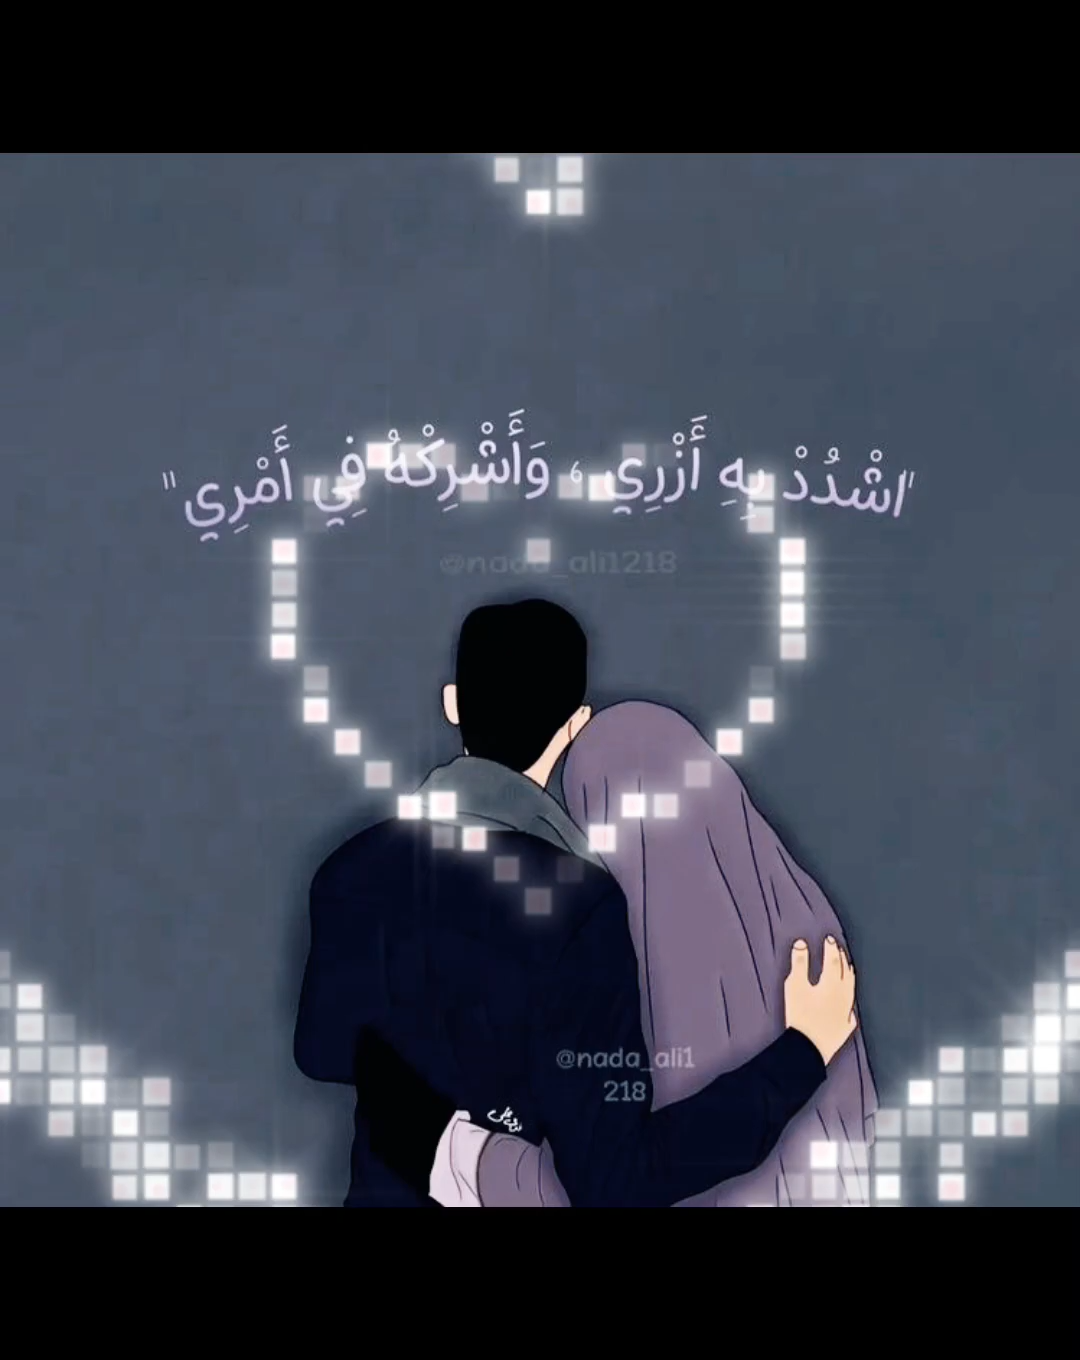 "اشْدُدْ بِهِ أَزْرِي ، وَأَشْرِكْهُ فِي أَمْرِي"
@nada_ali1218
@nada_ali1
218